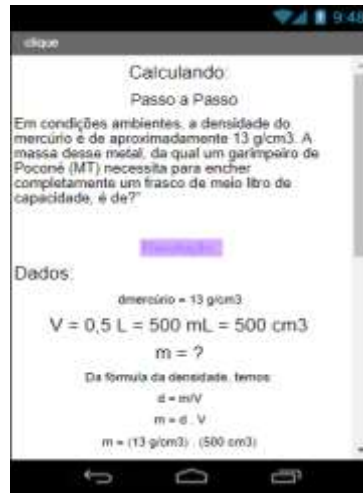 9:48
clique
Calculando:
Passo a Passo
Em condições ambientes, a densidade do
mercúrio é de aproximadamente 13 g/cm3. A
massa desse metal, da qual um garimpeiro de
Poconé (MT) necessita para encher
completamente um frasco de meio litro de
capacidade, é de?"
Dados:
dmercúrio = 13 g/cm3
V = 0,5 L = 500 mL = 500 cm3
m = ?
Da fórmula da densidade, temos:
d = m/V
m = d . V
m = (13 g/cm3) . (500 cm3)